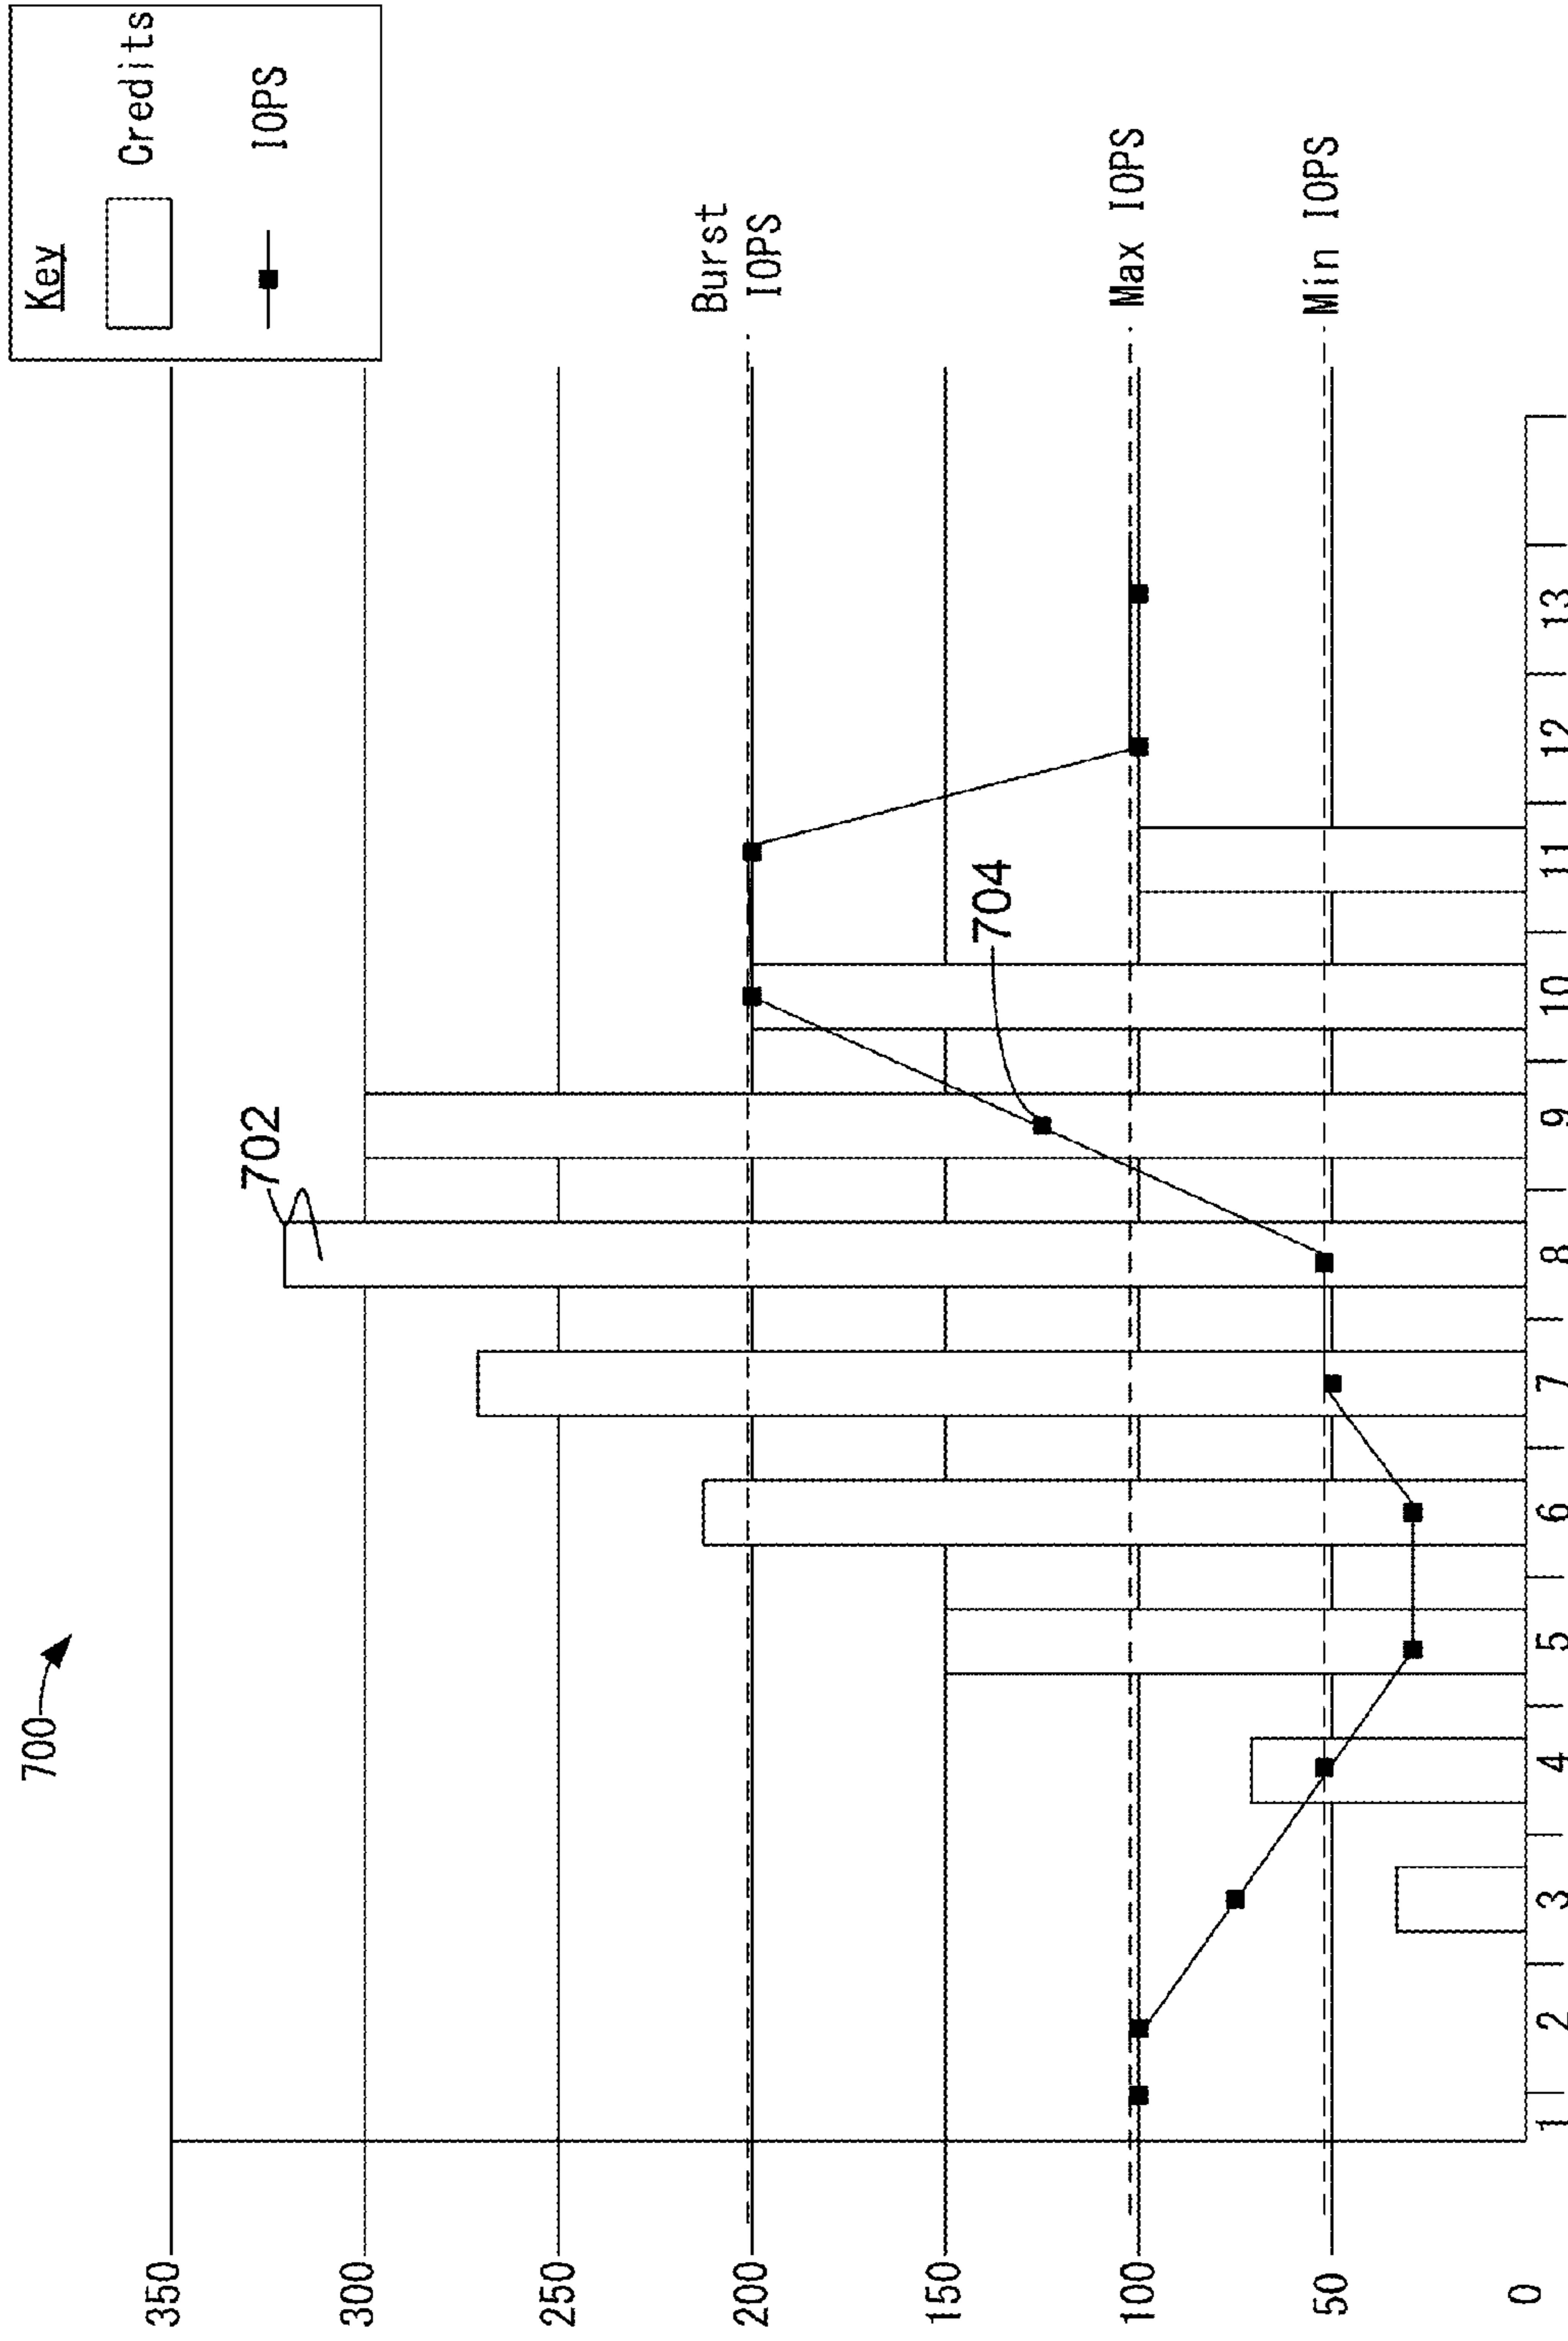 700
Key
Credits
IOPS
350
300
250
200
150
100
50
0
702
704
Burst
IOPS
Max IOPS
Min IOPS
1 2 3 4 5 6 7 8 9 10 11 12 13